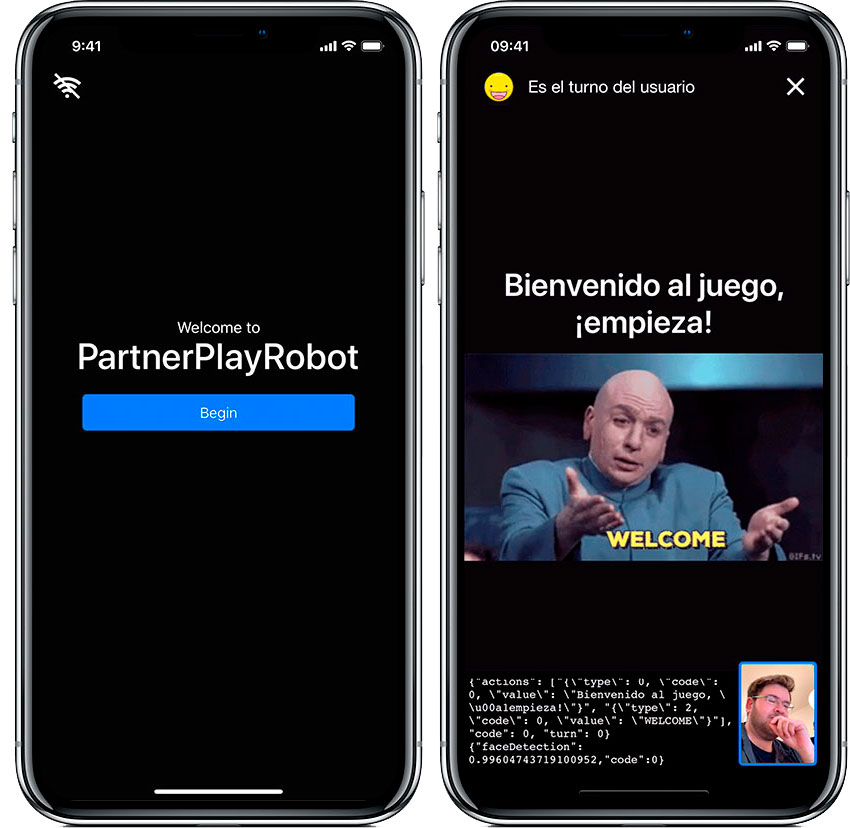 9:41
Welcome to
PartnerPlayRobot
Begin
09:41
Es el turno del usuario
Bienvenido al juego,
¡empieza!
WELCOME
GIFs.tv
{"actions": ["{\"type\": 0, \"code\":
0, \"value\": \"Bienvenido al juego, \
\u00a1empieza!\"}", "{\"type\": 2,
\"code\": 0, \"value\": \"WELCOME\"}"],
"code": 0, "turn": 0}
{"faceDetection":
0.99604743719100952,"code":0}